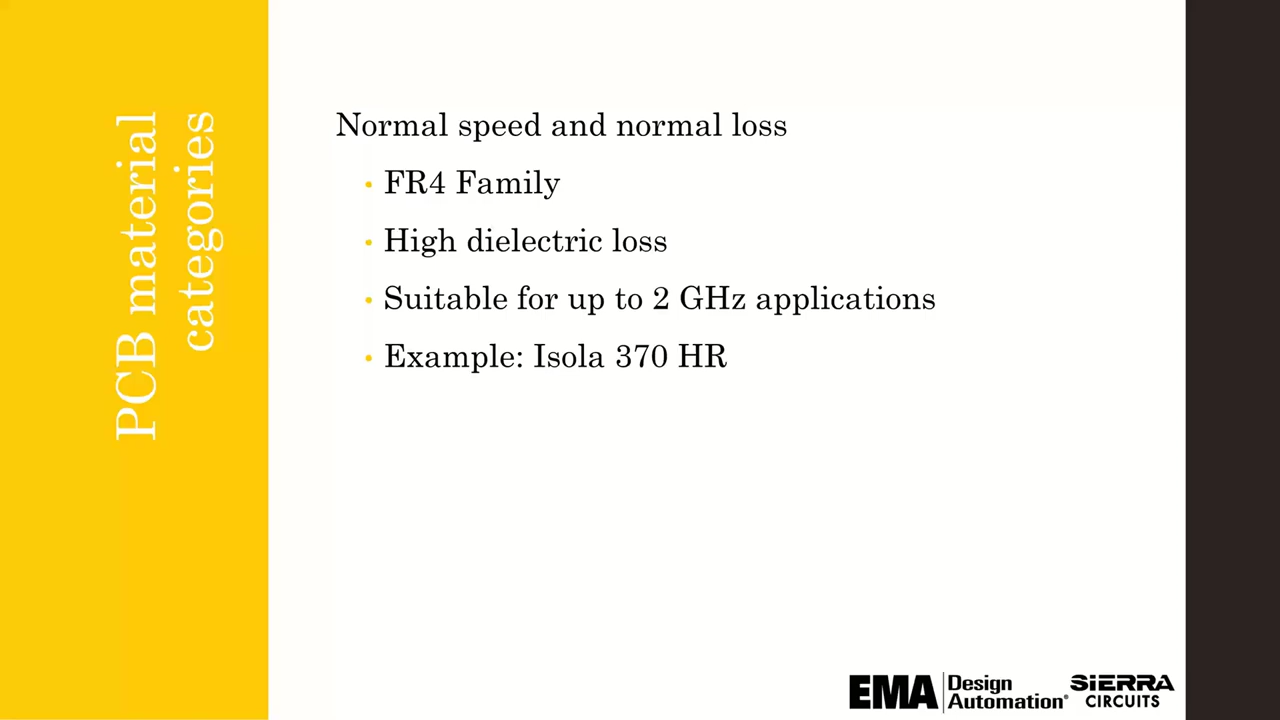 PCB material
categories
Normal speed and normal loss
• FR4 Family
• High dielectric loss
• Suitable for up to 2 GHz applications
• Example: Isola 370 HR
EMA Design
Automation®
SIERRA
CIRCUITS